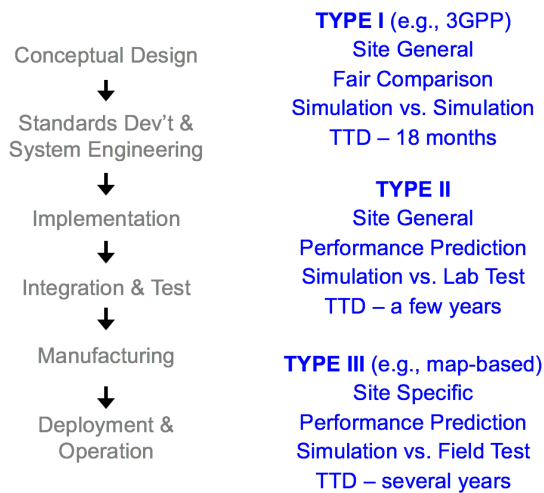 Conceptual Design
Standards Dev't &
System Engineering
Implementation
Integration & Test
Manufacturing
Deployment &
Operation
TYPE I (e.g., 3GPP)
Site General
Fair Comparison
Simulation vs. Simulation
TTD – 18 months
TYPE II
Site General
Performance Prediction
Simulation vs. Lab Test
TTD – a few years
TYPE III (e.g., map-based)
Site Specific
Performance Prediction
Simulation vs. Field Test
TTD – several years